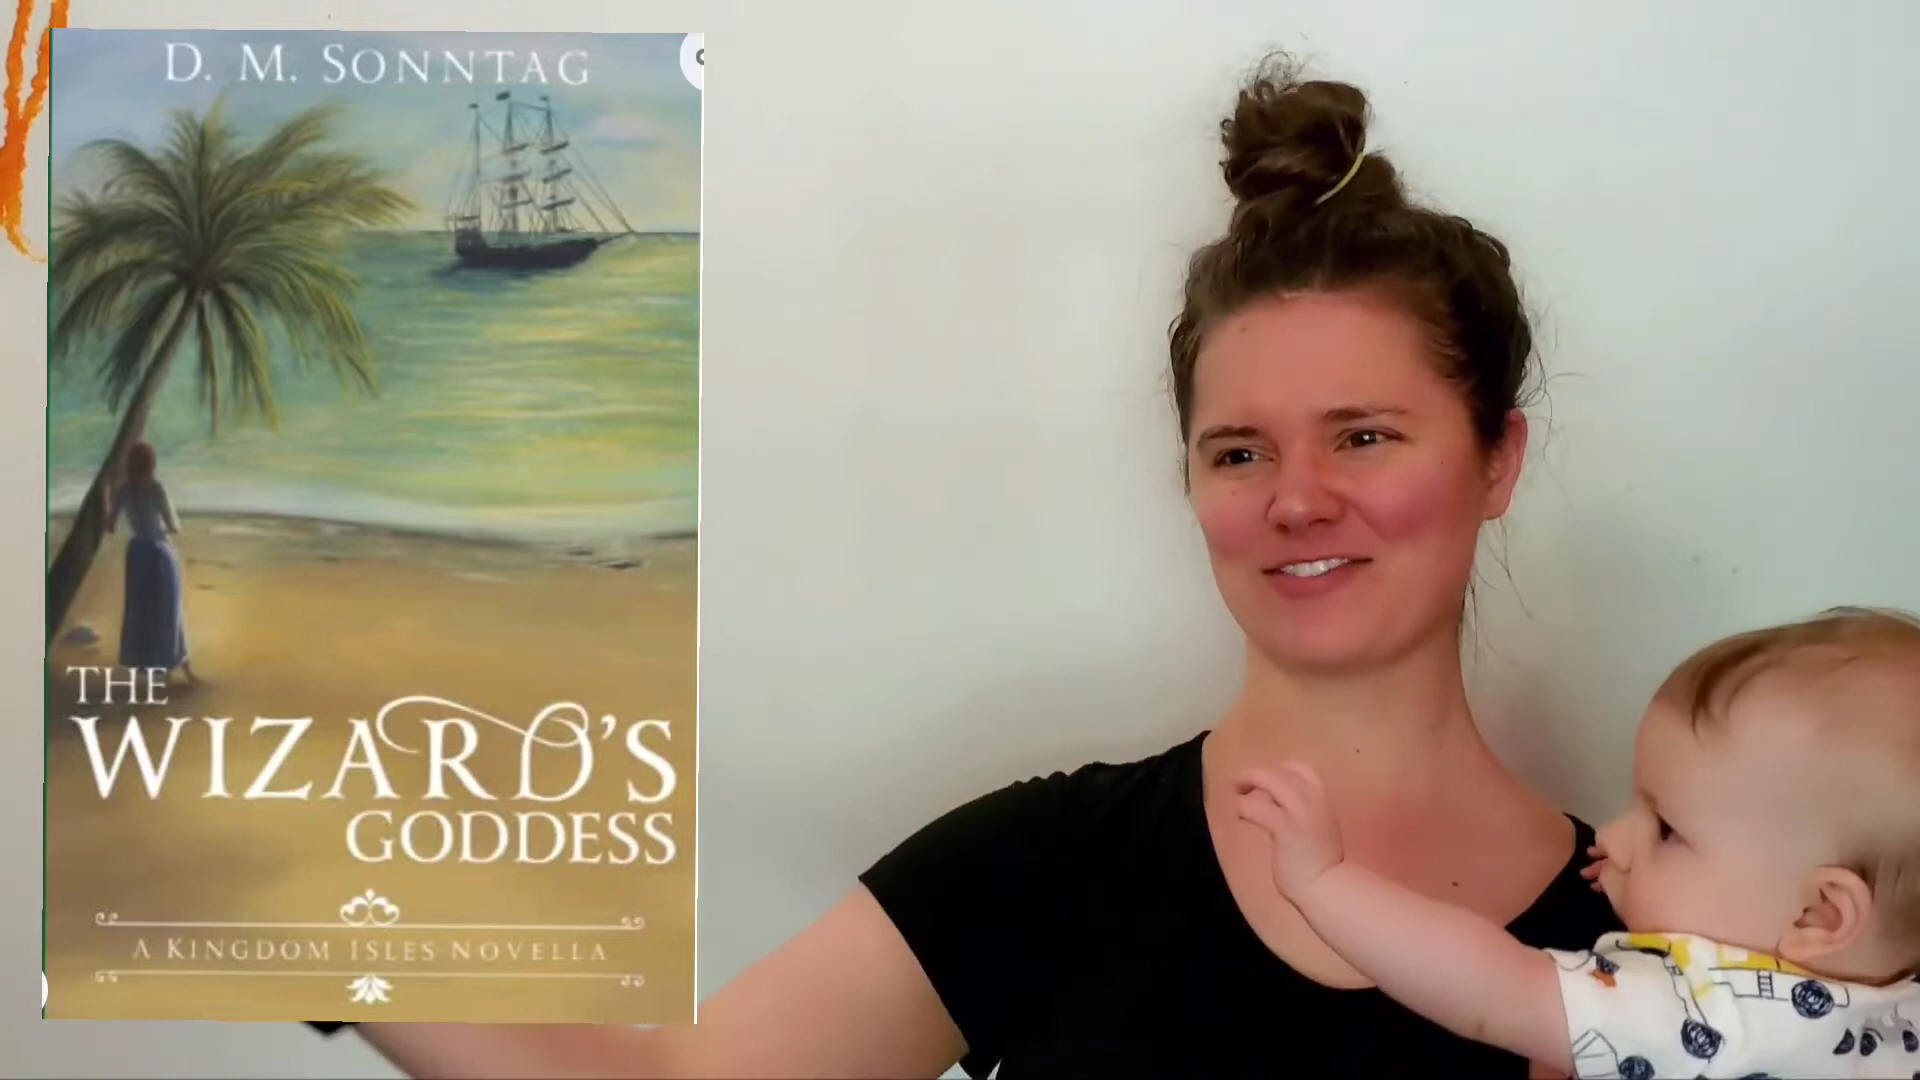 D. M. SONNTAG
THE
WIZARD'S
GODDESS
A KINGDOM ISLES NOVELLA